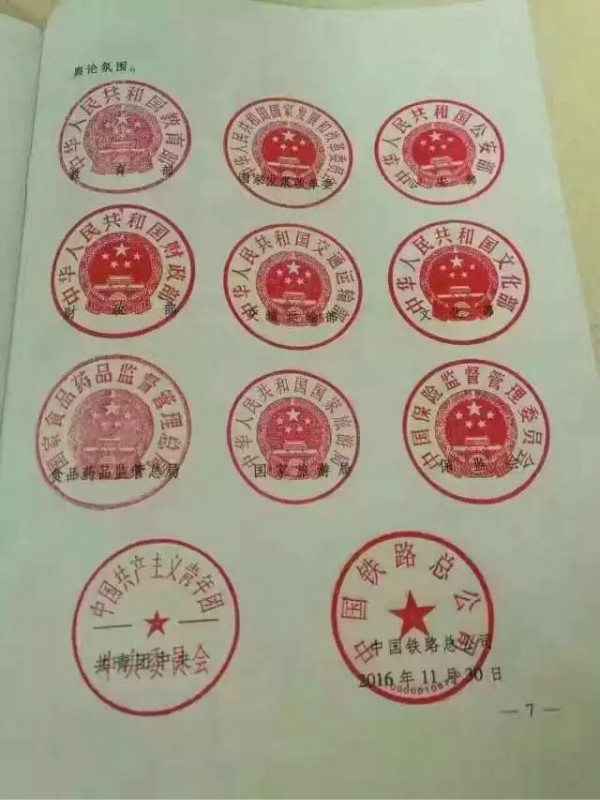 舆论氛围。
中华人民共和国教育部
教育部
中华人民共和国国家发展和改革委员会
国家发展改革委
中华人民共和国公安部
公安部
中华人民共和国财政部
财政部
中华人民共和国交通运输部
交通运输部
中华人民共和国文化部
文化部
国家食品药品监督管理总局
食品药品监管总局
中华人民共和国国家旅游局
国家旅游局
中国保险监督管理委员会
保监会
中国共产主义青年团
中央委员会
共青团中央
中国铁路总公司
中国铁路总公司
2016年11月30日
— 7 —